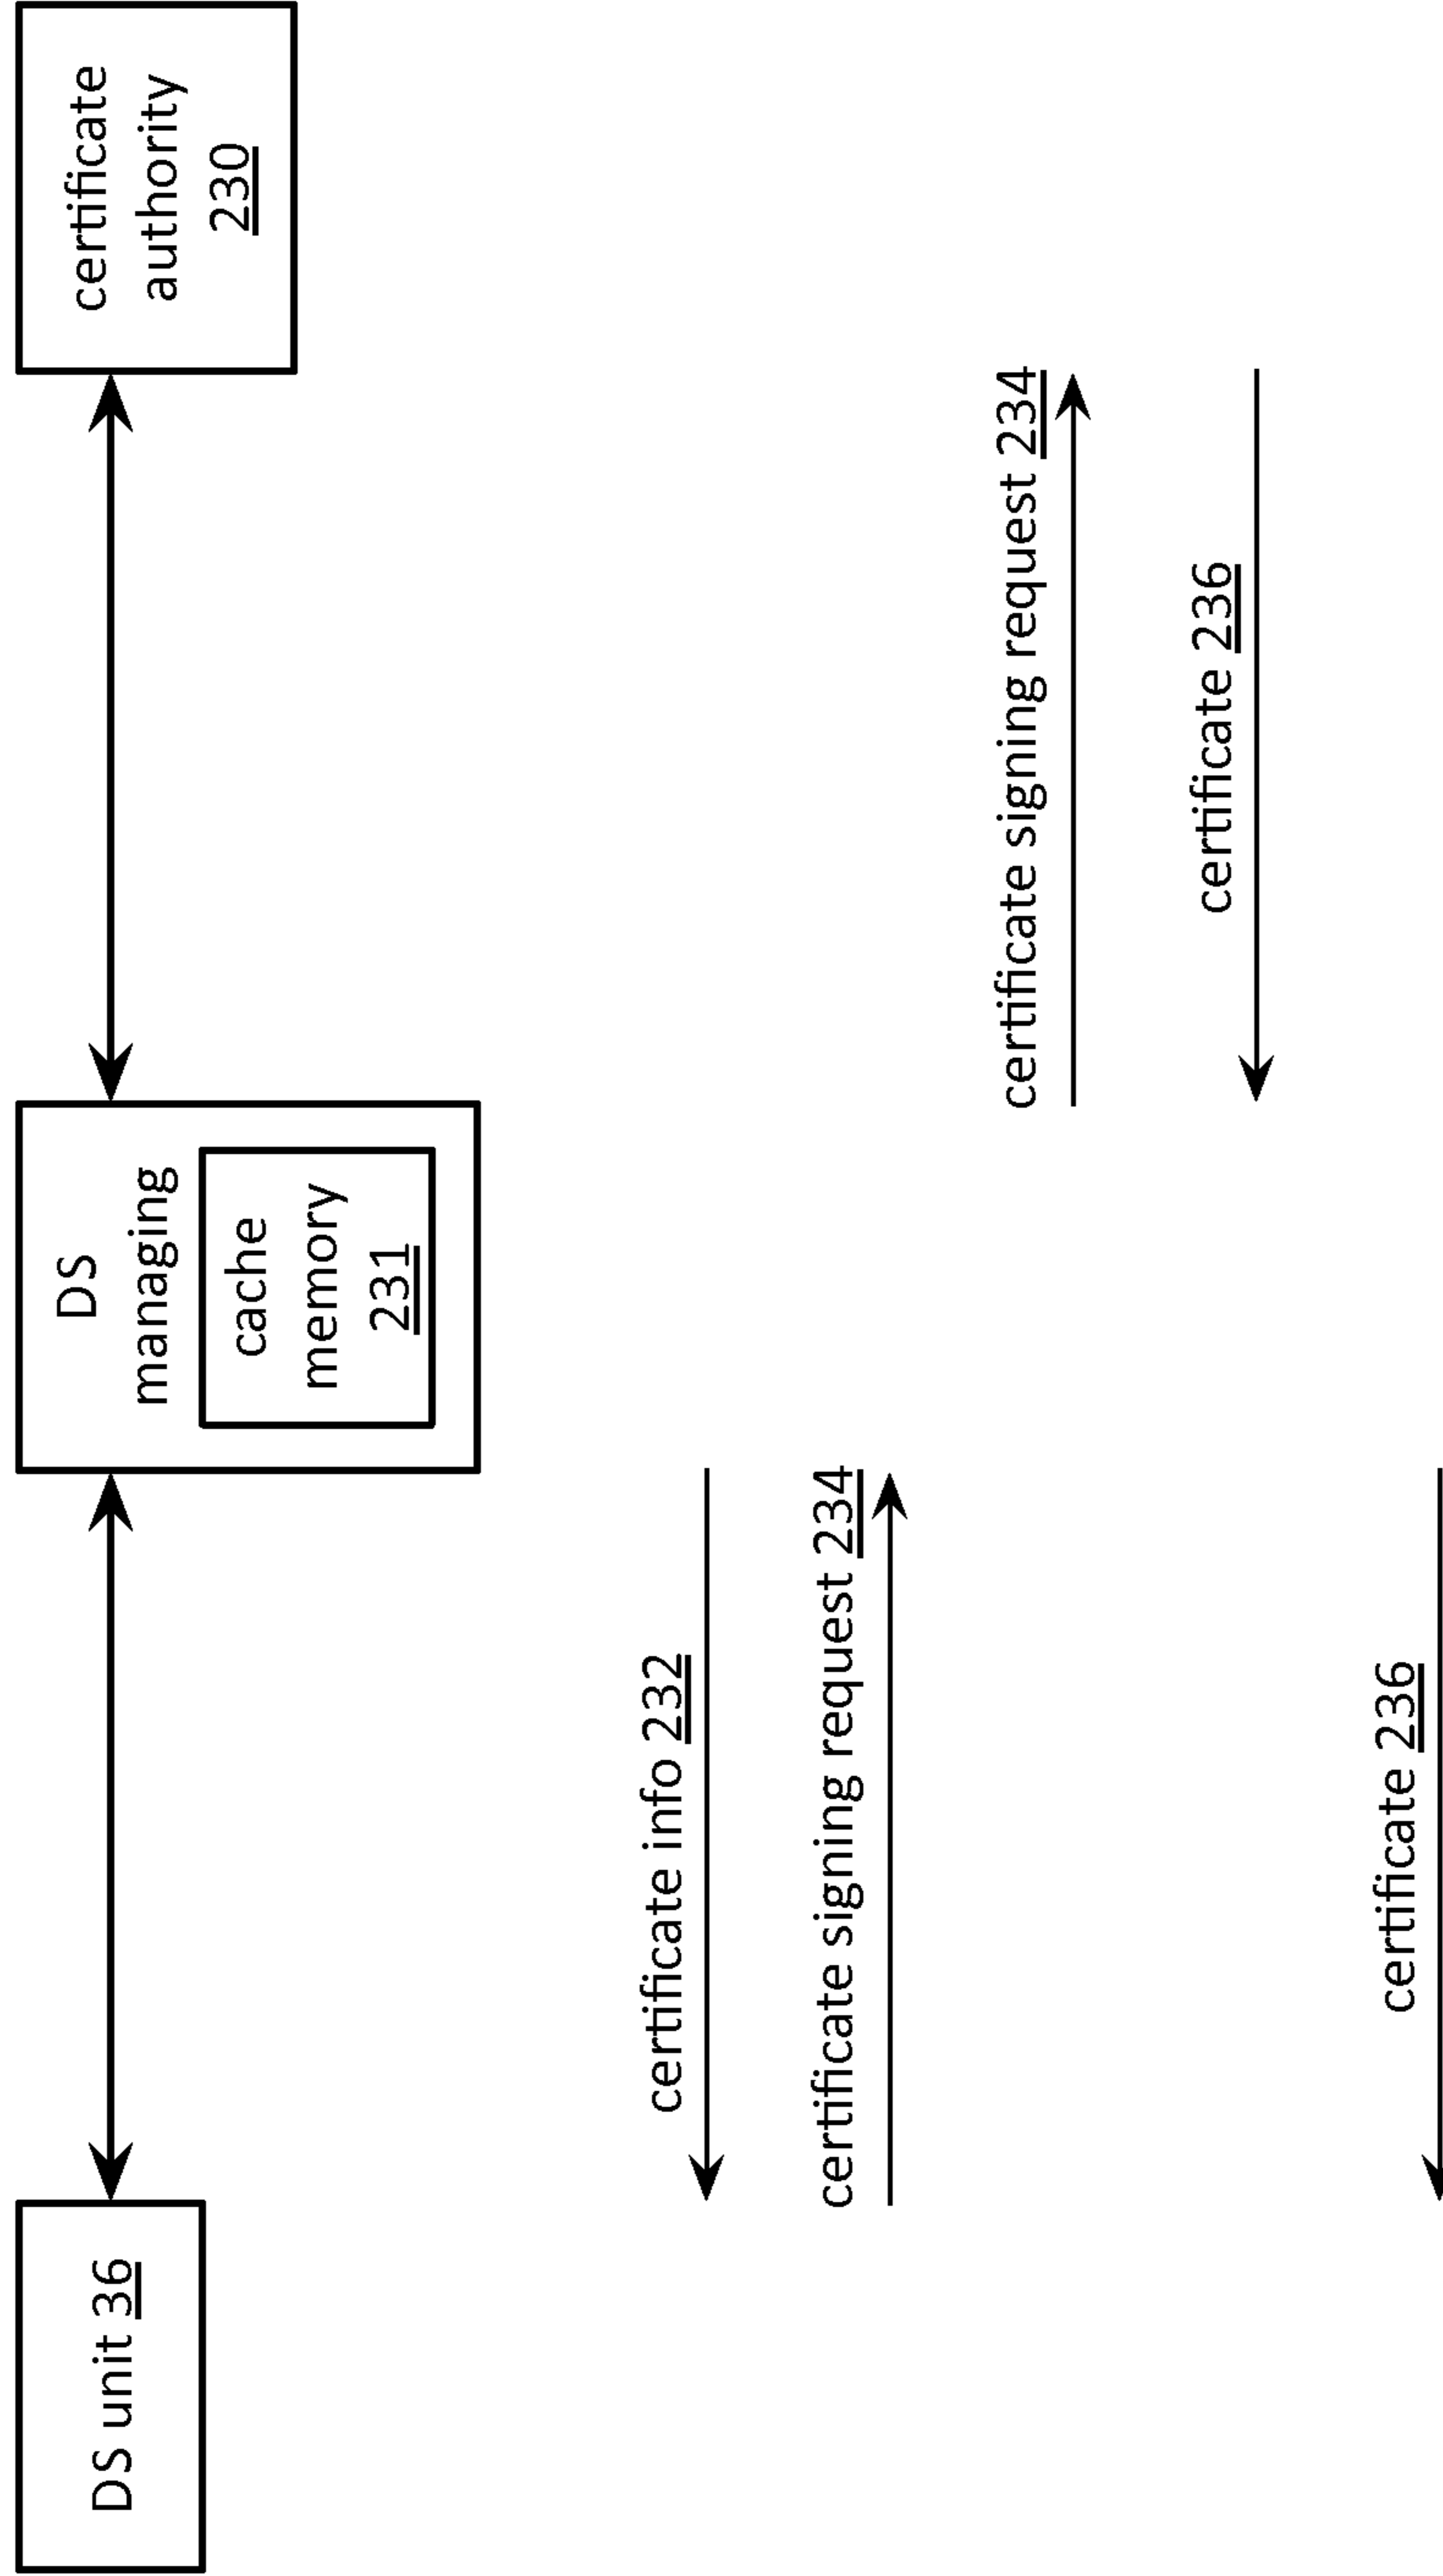 DS unit 36
DS
managing
cache
memory
231
certificate
authority
230
certificate info 232
certificate signing request 234
certificate signing request 234
certificate 236
certificate 236